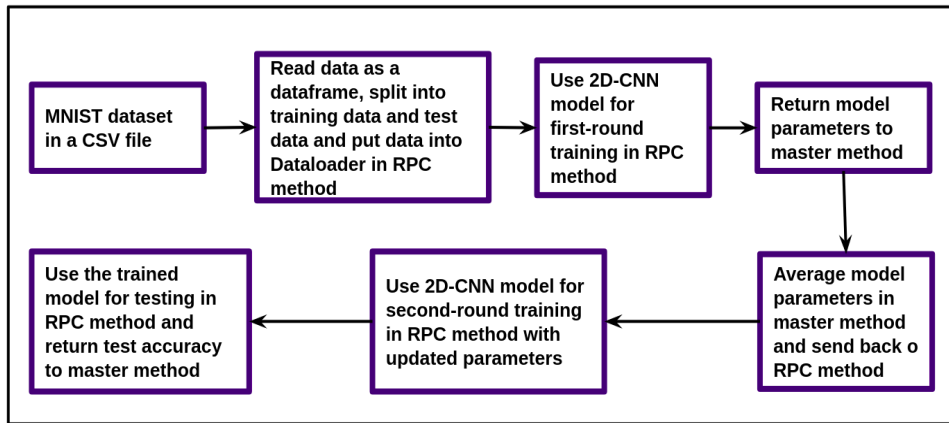 MNIST dataset
in a CSV file
Read data as a
dataframe, split into
training data and test
data and put data into
Dataloader in RPC
method
Use 2D-CNN
model for
first-round
training in RPC
method
Return model
parameters to
master method
Average model
parameters in
master method
and send back o
RPC method
Use 2D-CNN model for
second-round training
in RPC method with
updated parameters
Use the trained
model for testing in
RPC method and
return test accuracy
to master method